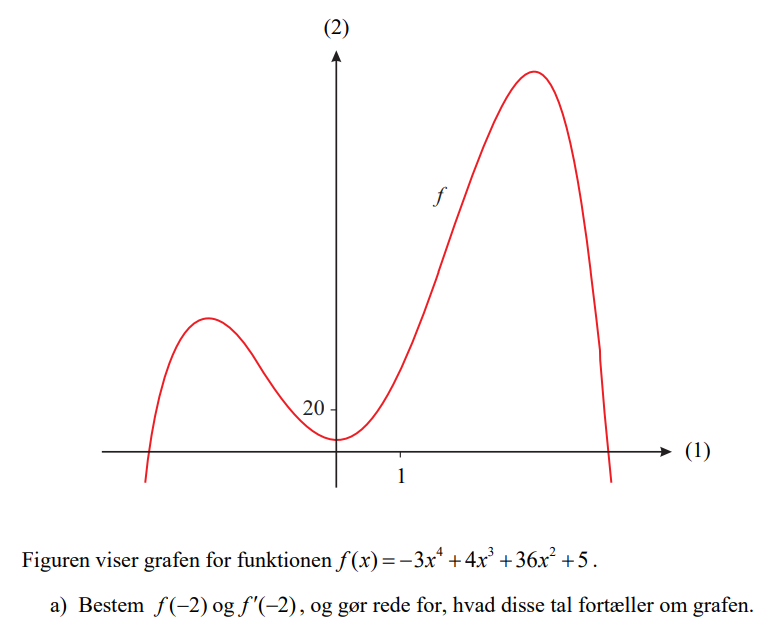 (2)
f
20
(1)
1
Figuren viser grafen for funktionen f(x) = −3x⁴ + 4x³ + 36x² + 5.
a) Bestem f(−2) og f′(−2), og gør rede for, hvad disse tal fortæller om grafen.